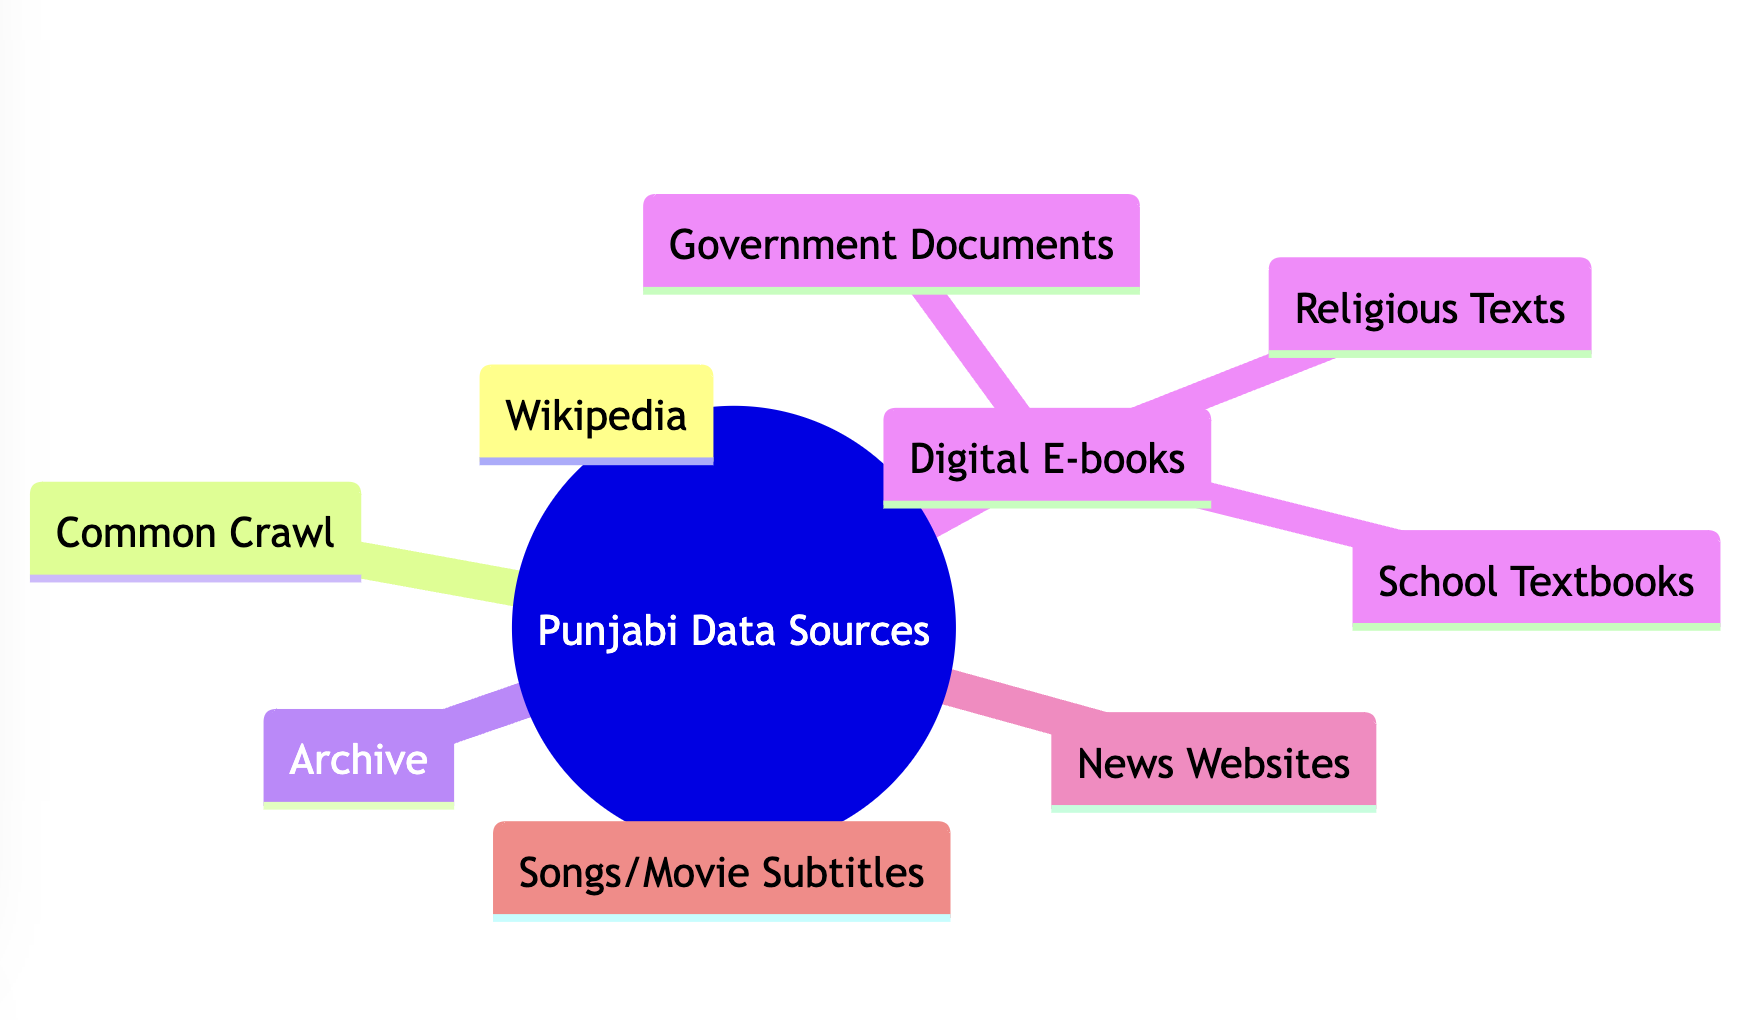 Government Documents
Religious Texts
Wikipedia
Digital E-books
Common Crawl
School Textbooks
Punjabi Data Sources
Archive
News Websites
Songs/Movie Subtitles